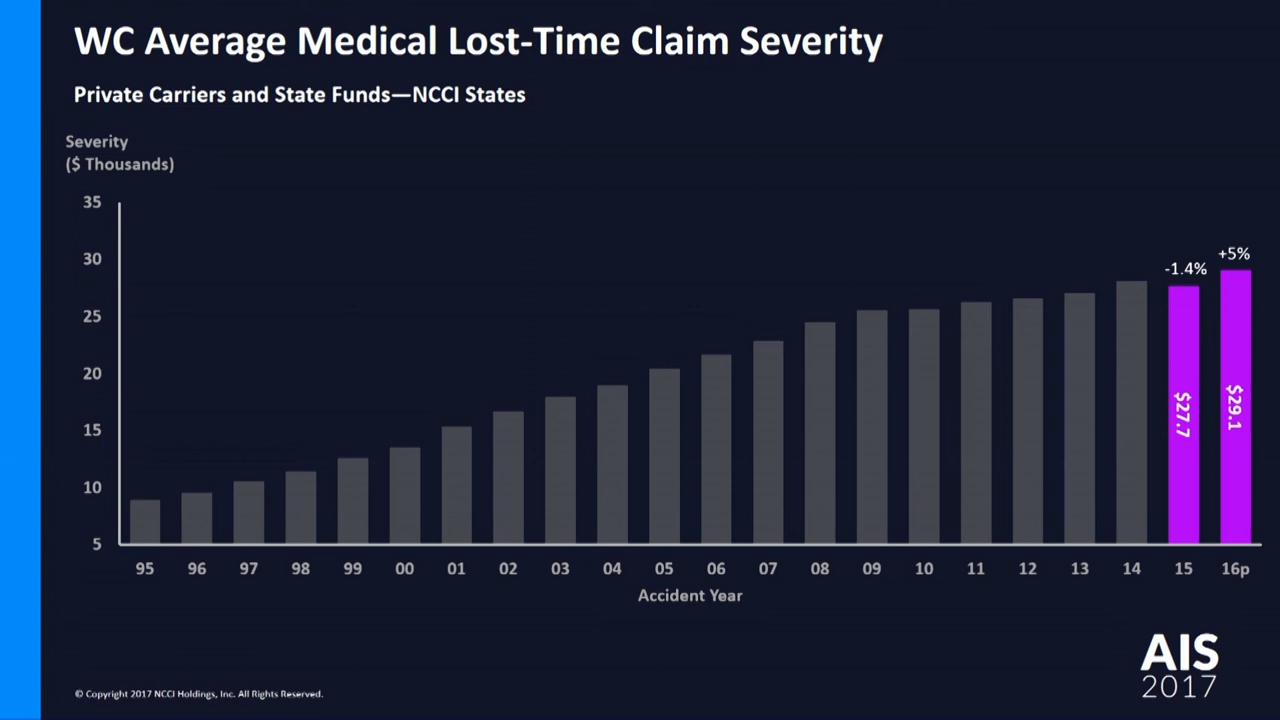 WC Average Medical Lost-Time Claim Severity
Private Carriers and State Funds—NCCI States
Severity
($ Thousands)
35
30
25
20
15
10
5
-1.4%
+5%
$27.7
$29.1
95 96 97 98 99 00 01 02 03 04 05 06 07 08 09 10 11 12 13 14 15 16p
Accident Year
AIS
2017
© Copyright 2017 NCCI Holdings, Inc. All Rights Reserved.